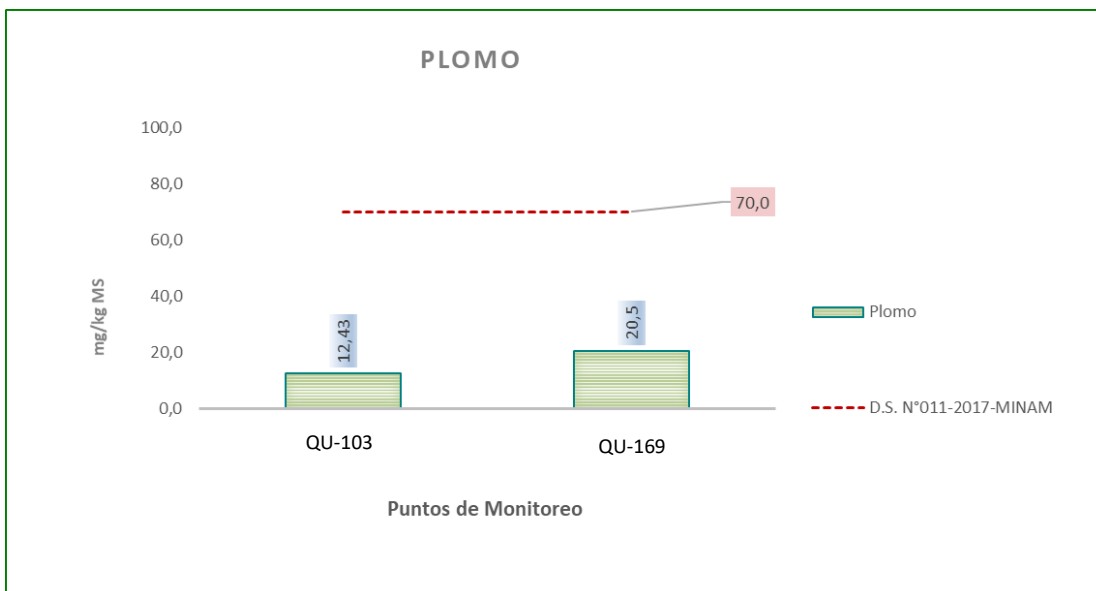 PLOMO
100,0
80,0
60,0
40,0
20,0
0,0
mg/kg MS
70,0
12,43
20,5
QU-103
QU-169
Puntos de Monitoreo
Plomo
D.S. N°011-2017-MINAM